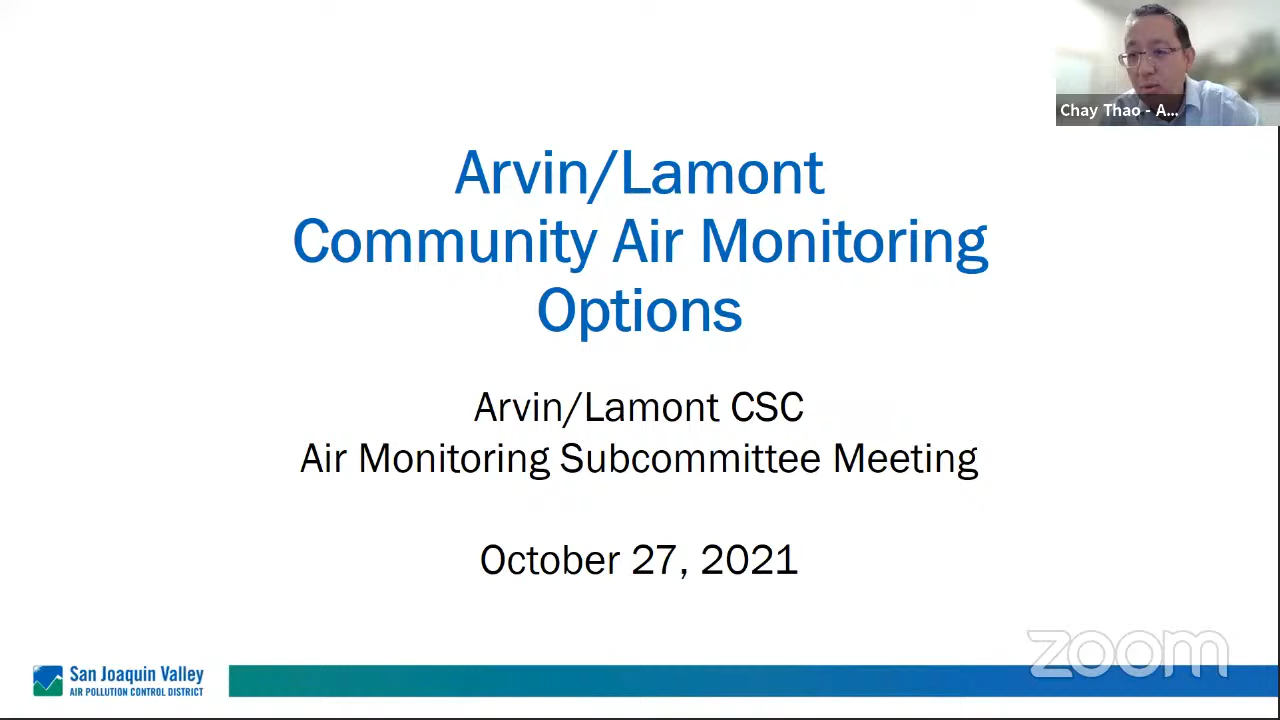 Chay Thao - A...
Arvin/Lamont
Community Air Monitoring
Options
Arvin/Lamont CSC
Air Monitoring Subcommittee Meeting
October 27, 2021
zoom
San Joaquin Valley
AIR POLLUTION CONTROL DISTRICT